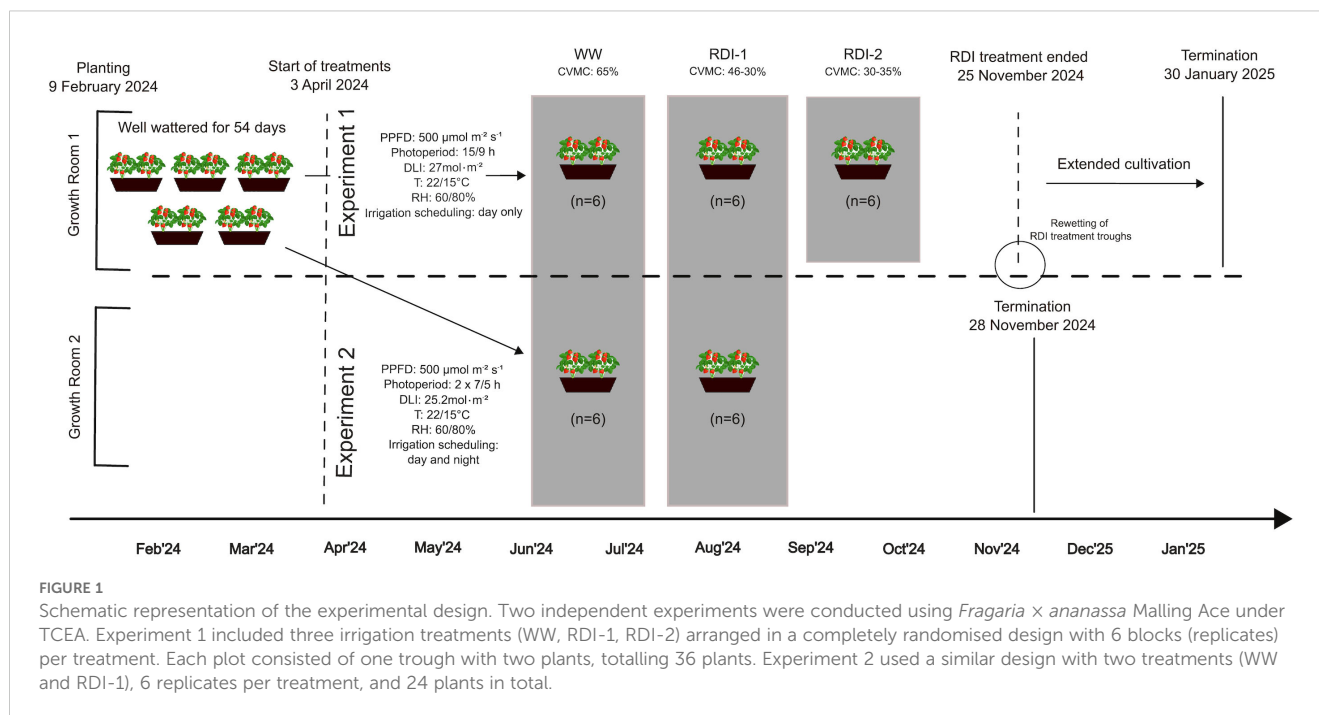 Planting
9 February 2024
Start of treatments
3 April 2024
WW
CVMC: 65%
RDI-1
CVMC: 46-30%
RDI-2
CVMC: 30-35%
RDI treatment ended
25 November 2024
Termination
30 January 2025
Growth Room 1
Well wattered for 54 days
Experiment 1
PPFD: 500 µmol m⁻² s⁻¹
Photoperiod: 15/9 h
DLI: 27mol·m⁻²
T: 22/15°C
RH: 60/80%
Irrigation scheduling: day only
(n=6)
(n=6)
(n=6)
Extended cultivation
Rewetting of
RDI treatment troughs
Growth Room 2
Experiment 2
PPFD: 500 µmol m⁻² s⁻¹
Photoperiod: 2 x 7/5 h
DLI: 25.2mol·m⁻²
T: 22/15°C
RH: 60/80%
Irrigation scheduling:
day and night
(n=6)
(n=6)
Termination
28 November 2024
Feb'24 Mar'24 Apr'24 May'24 Jun'24 Jul'24 Aug'24 Sep'24 Oct'24 Nov'24 Dec'25 Jan'25
FIGURE 1
Schematic representation of the experimental design. Two independent experiments were conducted using Fragaria × ananassa Malling Ace under
TCEA. Experiment 1 included three irrigation treatments (WW, RDI-1, RDI-2) arranged in a completely randomised design with 6 blocks (replicates)
per treatment. Each plot consisted of one trough with two plants, totalling 36 plants. Experiment 2 used a similar design with two treatments (WW
and RDI-1), 6 replicates per treatment, and 24 plants in total.